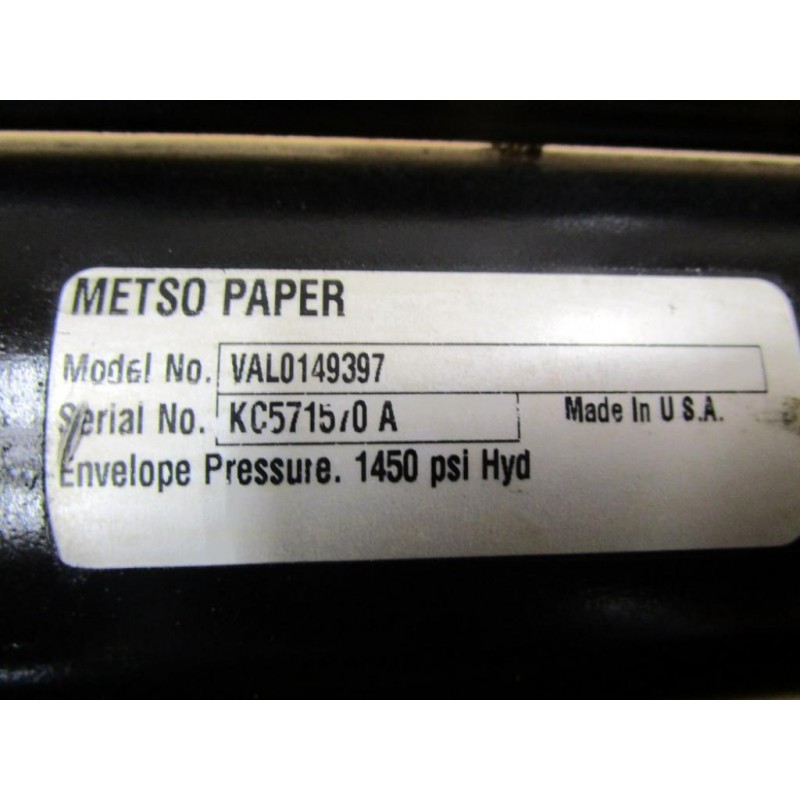 METSO PAPER
Model No. VAL0149397
Serial No. KC571570 A Made In U S.A.
Envelope Pressure. 1450 psi Hyd